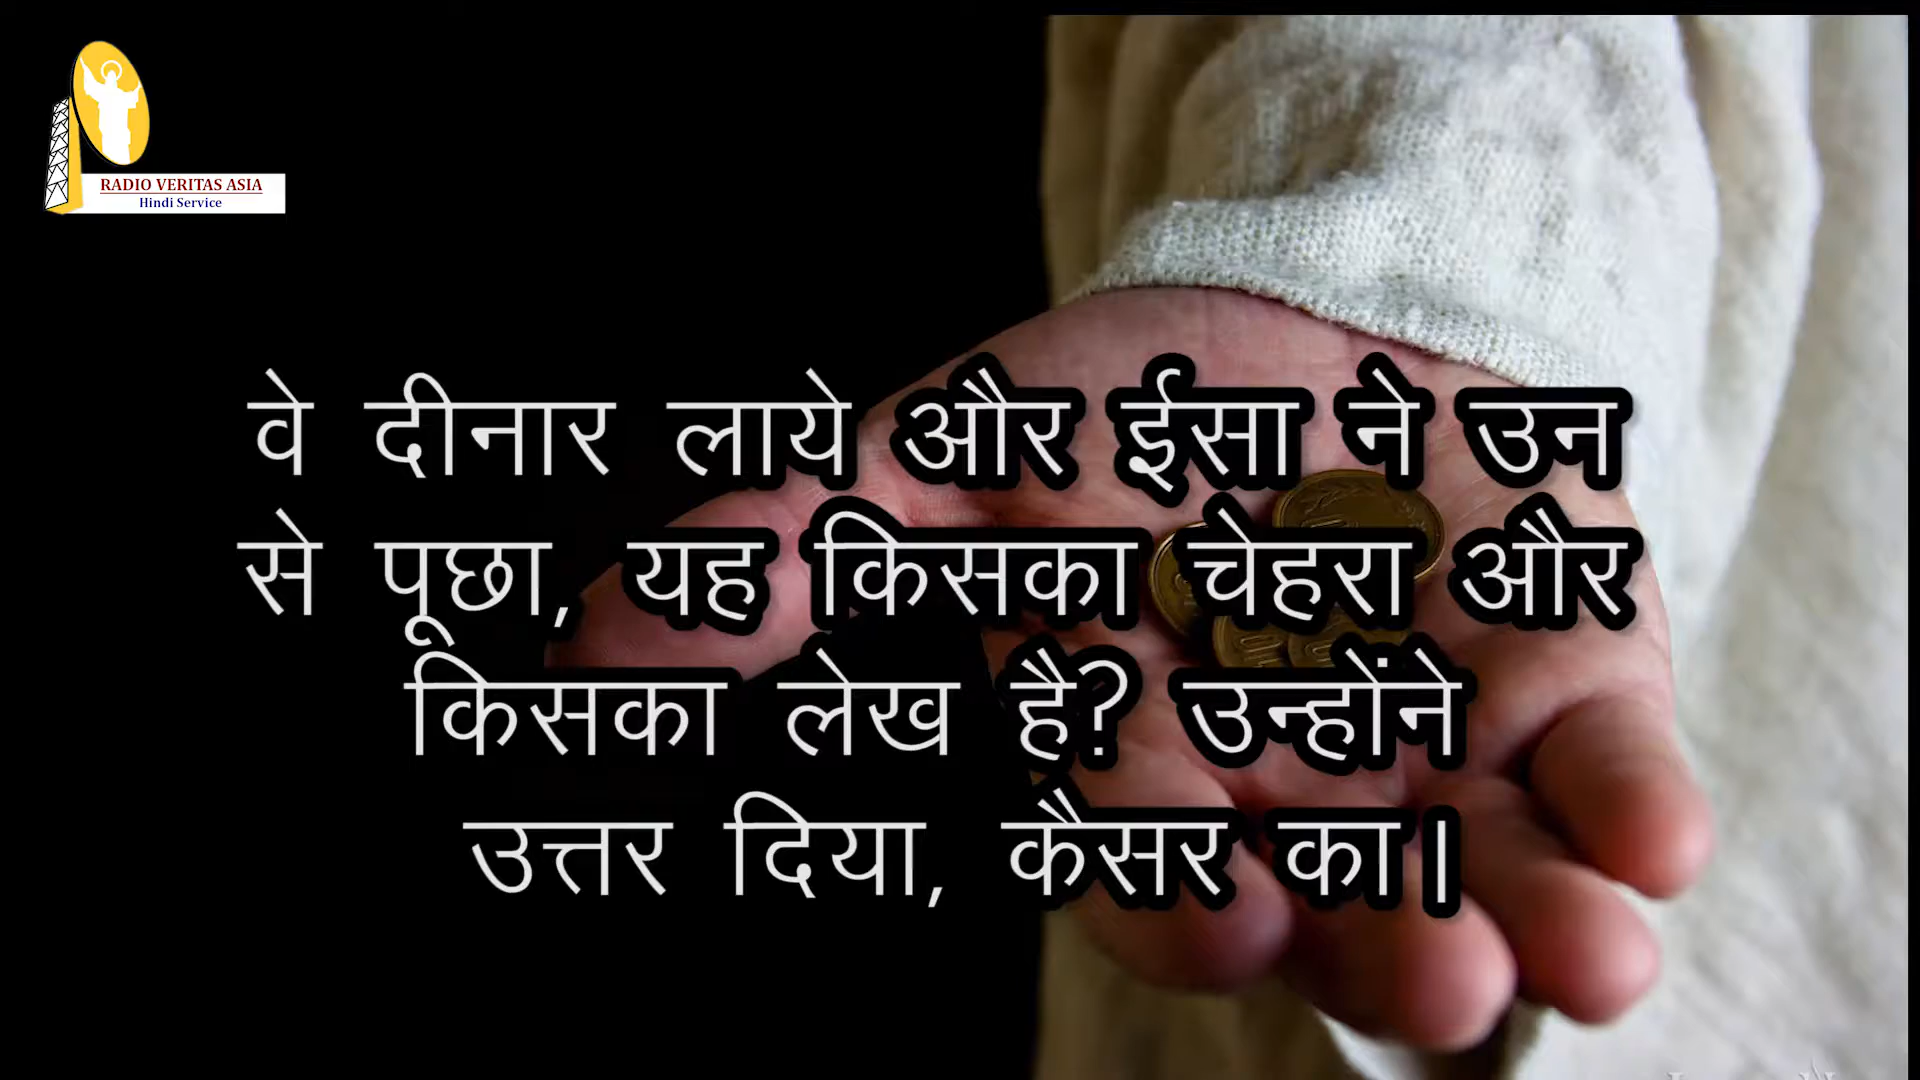 RADIO VERITAS ASIA
Hindi Service
वे दीनार लाये और ईसा ने उन
से पूछा, यह किसका चेहरा और
किसका लेख है? उन्होंने
उत्तर दिया, कैसर का।